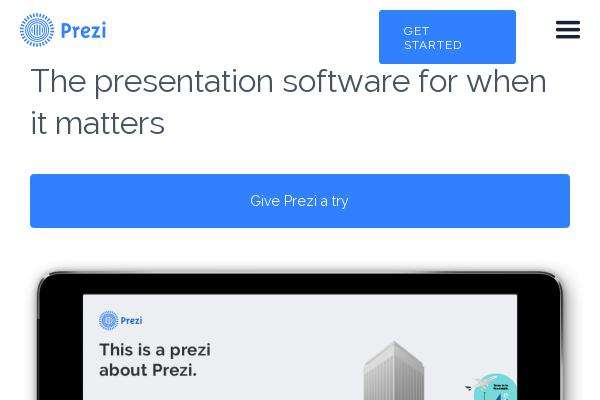 Prezi
GET
STARTED
The presentation software for when
it matters
Give Prezi a try
Prezi
This is a prezi
about Prezi.